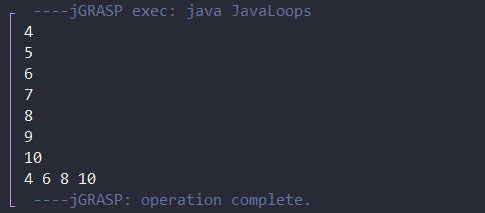 ----jGRASP exec: java JavaLoops
4
5
6
7
8
9
10
4 6 8 10
----jGRASP: operation complete.